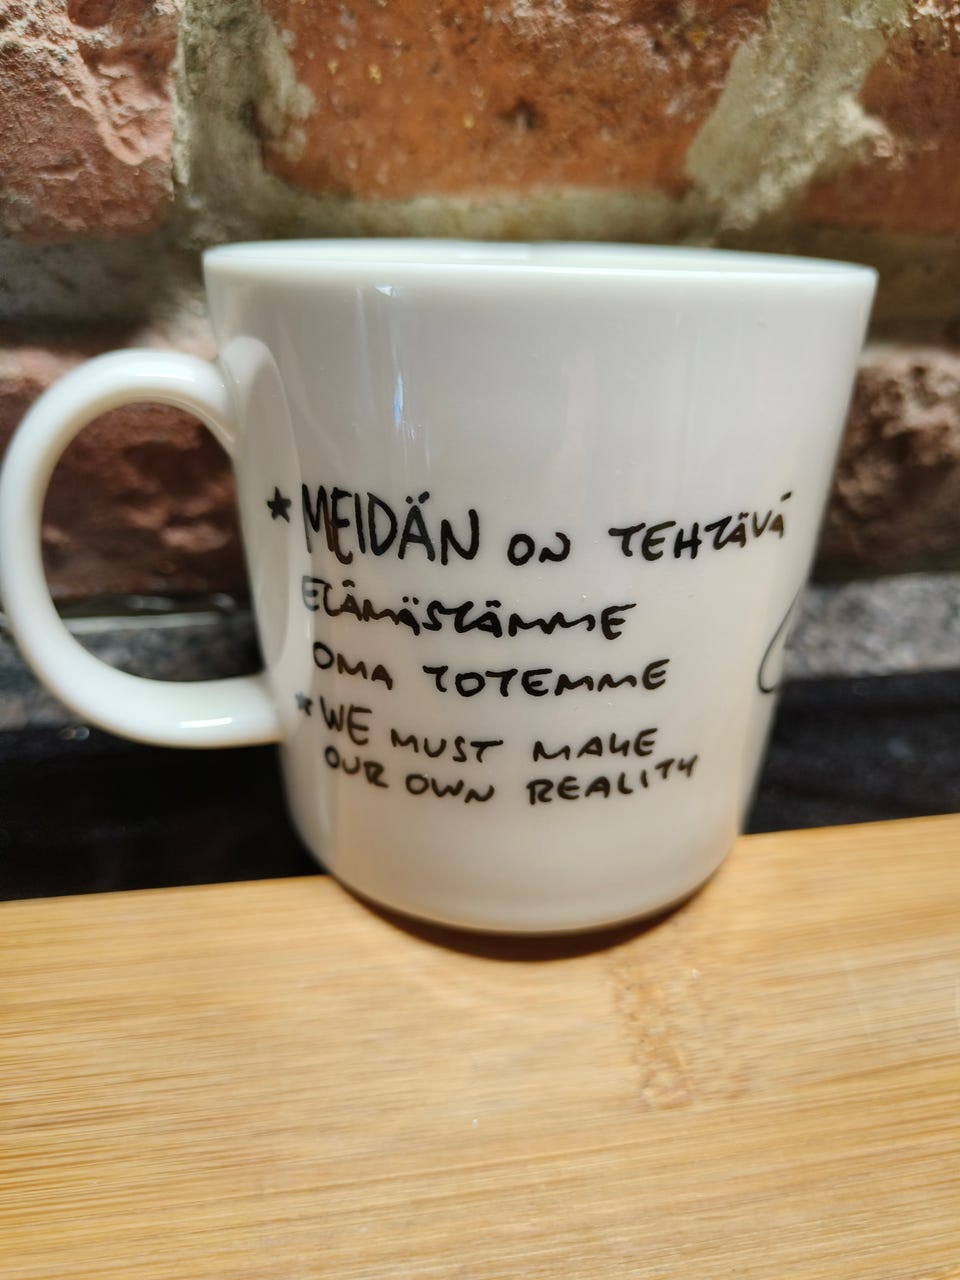 ★ MEIDÄN ON TEHTÄVÄ
ELÄMÄSTÄMME
OMA TOTEMME
★ WE MUST MAKE
OUR OWN REALITY